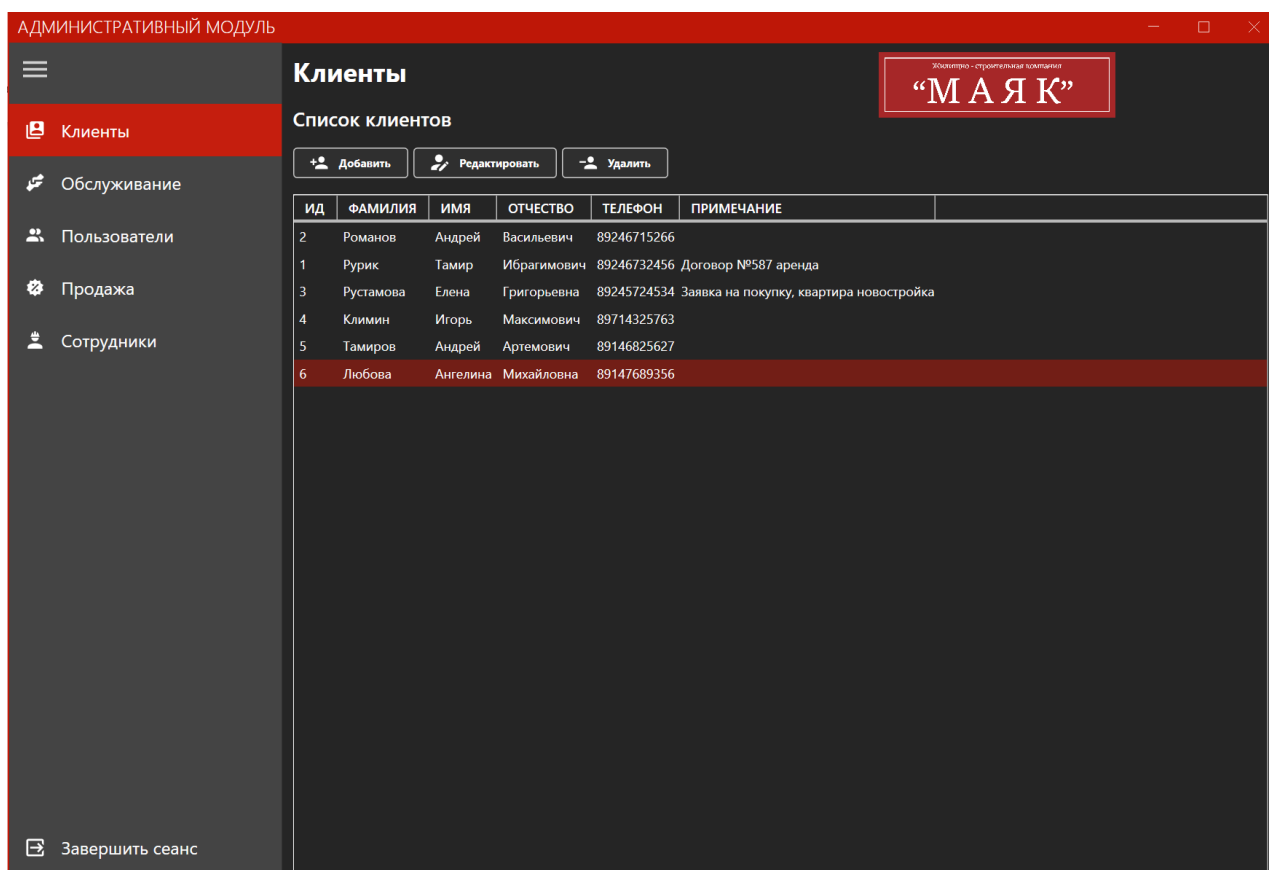 АДМИНИСТРАТИВНЫЙ МОДУЛЬ
Клиенты
Обслуживание
Пользователи
Продажа
Сотрудники
Завершить сеанс
Клиенты
Жилищно - строительная компания
“МАЯК”
Список клиентов
Добавить Редактировать Удалить
ИД ФАМИЛИЯ ИМЯ ОТЧЕСТВО ТЕЛЕФОН ПРИМЕЧАНИЕ
2 Романов Андрей Васильевич 89246715266
1 Рурик Тамир Ибрагимович 89246732456 Договор №587 аренда
3 Рустамова Елена Григорьевна 89245724534 Заявка на покупку, квартира новостройка
4 Климин Игорь Максимович 89714325763
5 Тамиров Андрей Артемович 89146825627
6 Любова Ангелина Михайловна 89147689356